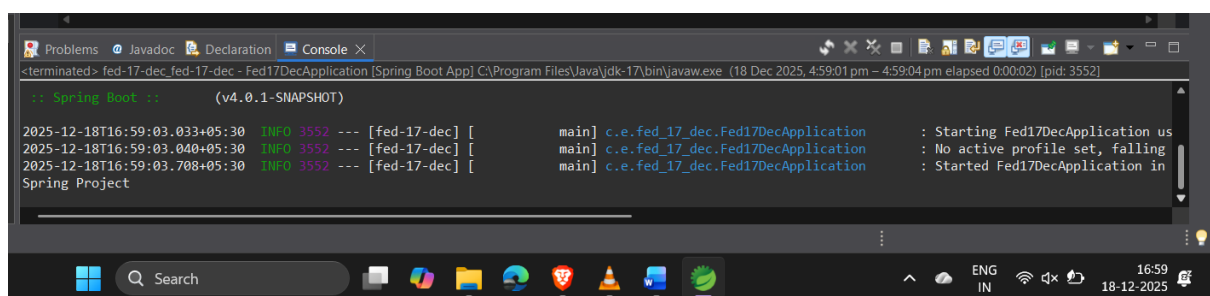 Problems @ Javadoc Declaration Console
<terminated> fed-17-dec_fed-17-dec - Fed17DecApplication [Spring Boot App] C:\Program Files\Java\jdk-17\bin\javaw.exe (18 Dec 2025, 4:59:01 pm – 4:59:04 pm elapsed 0:00:02) [pid: 3552]
:: Spring Boot :: (v4.0.1-SNAPSHOT)
2025-12-18T16:59:03.033+05:30 INFO 3552 --- [fed-17-dec] [ main] c.e.fed_17_dec.Fed17DecApplication : Starting Fed17DecApplication us
2025-12-18T16:59:03.040+05:30 INFO 3552 --- [fed-17-dec] [ main] c.e.fed_17_dec.Fed17DecApplication : No active profile set, falling
2025-12-18T16:59:03.708+05:30 INFO 3552 --- [fed-17-dec] [ main] c.e.fed_17_dec.Fed17DecApplication : Started Fed17DecApplication in
Spring Project
Search
ENG
IN
16:59
18-12-2025